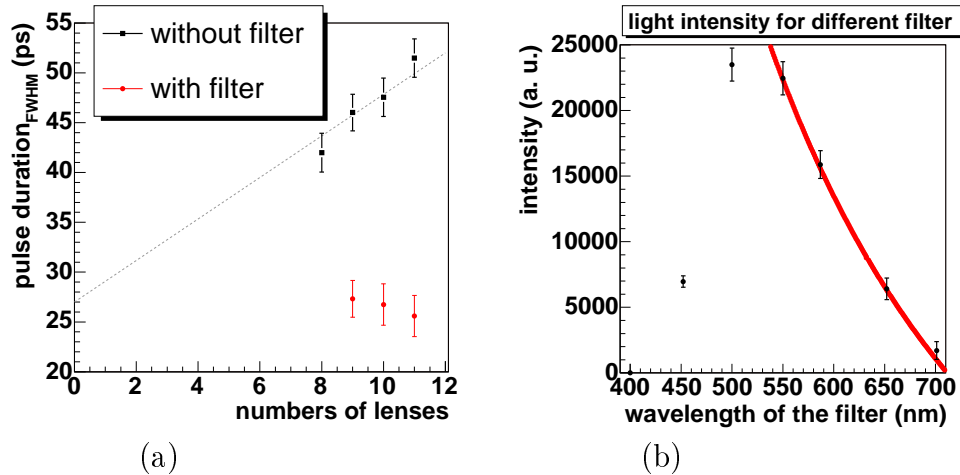 without filter
with filter
pulse duration_FWHM (ps)
55
50
45
40
35
30
25
20
0 2 4 6 8 10 12
numbers of lenses
(a)
light intensity for different filter
intensity (a. u.)
25000
20000
15000
10000
5000
0
400 450 500 550 600 650 700
wavelength of the filter (nm)
(b)